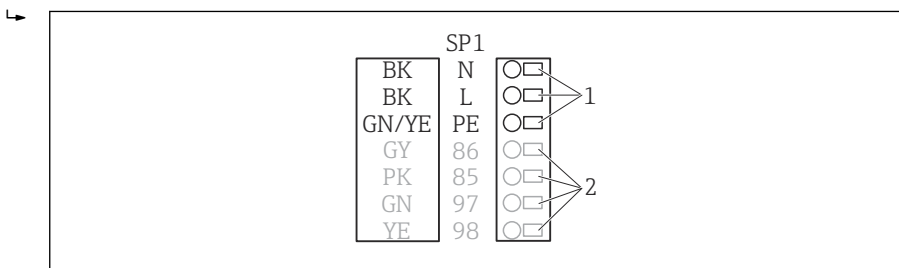 SP1
BK N
BK L 1
GN/YE PE
GY 86
PK 85 2
GN 97
YE 98